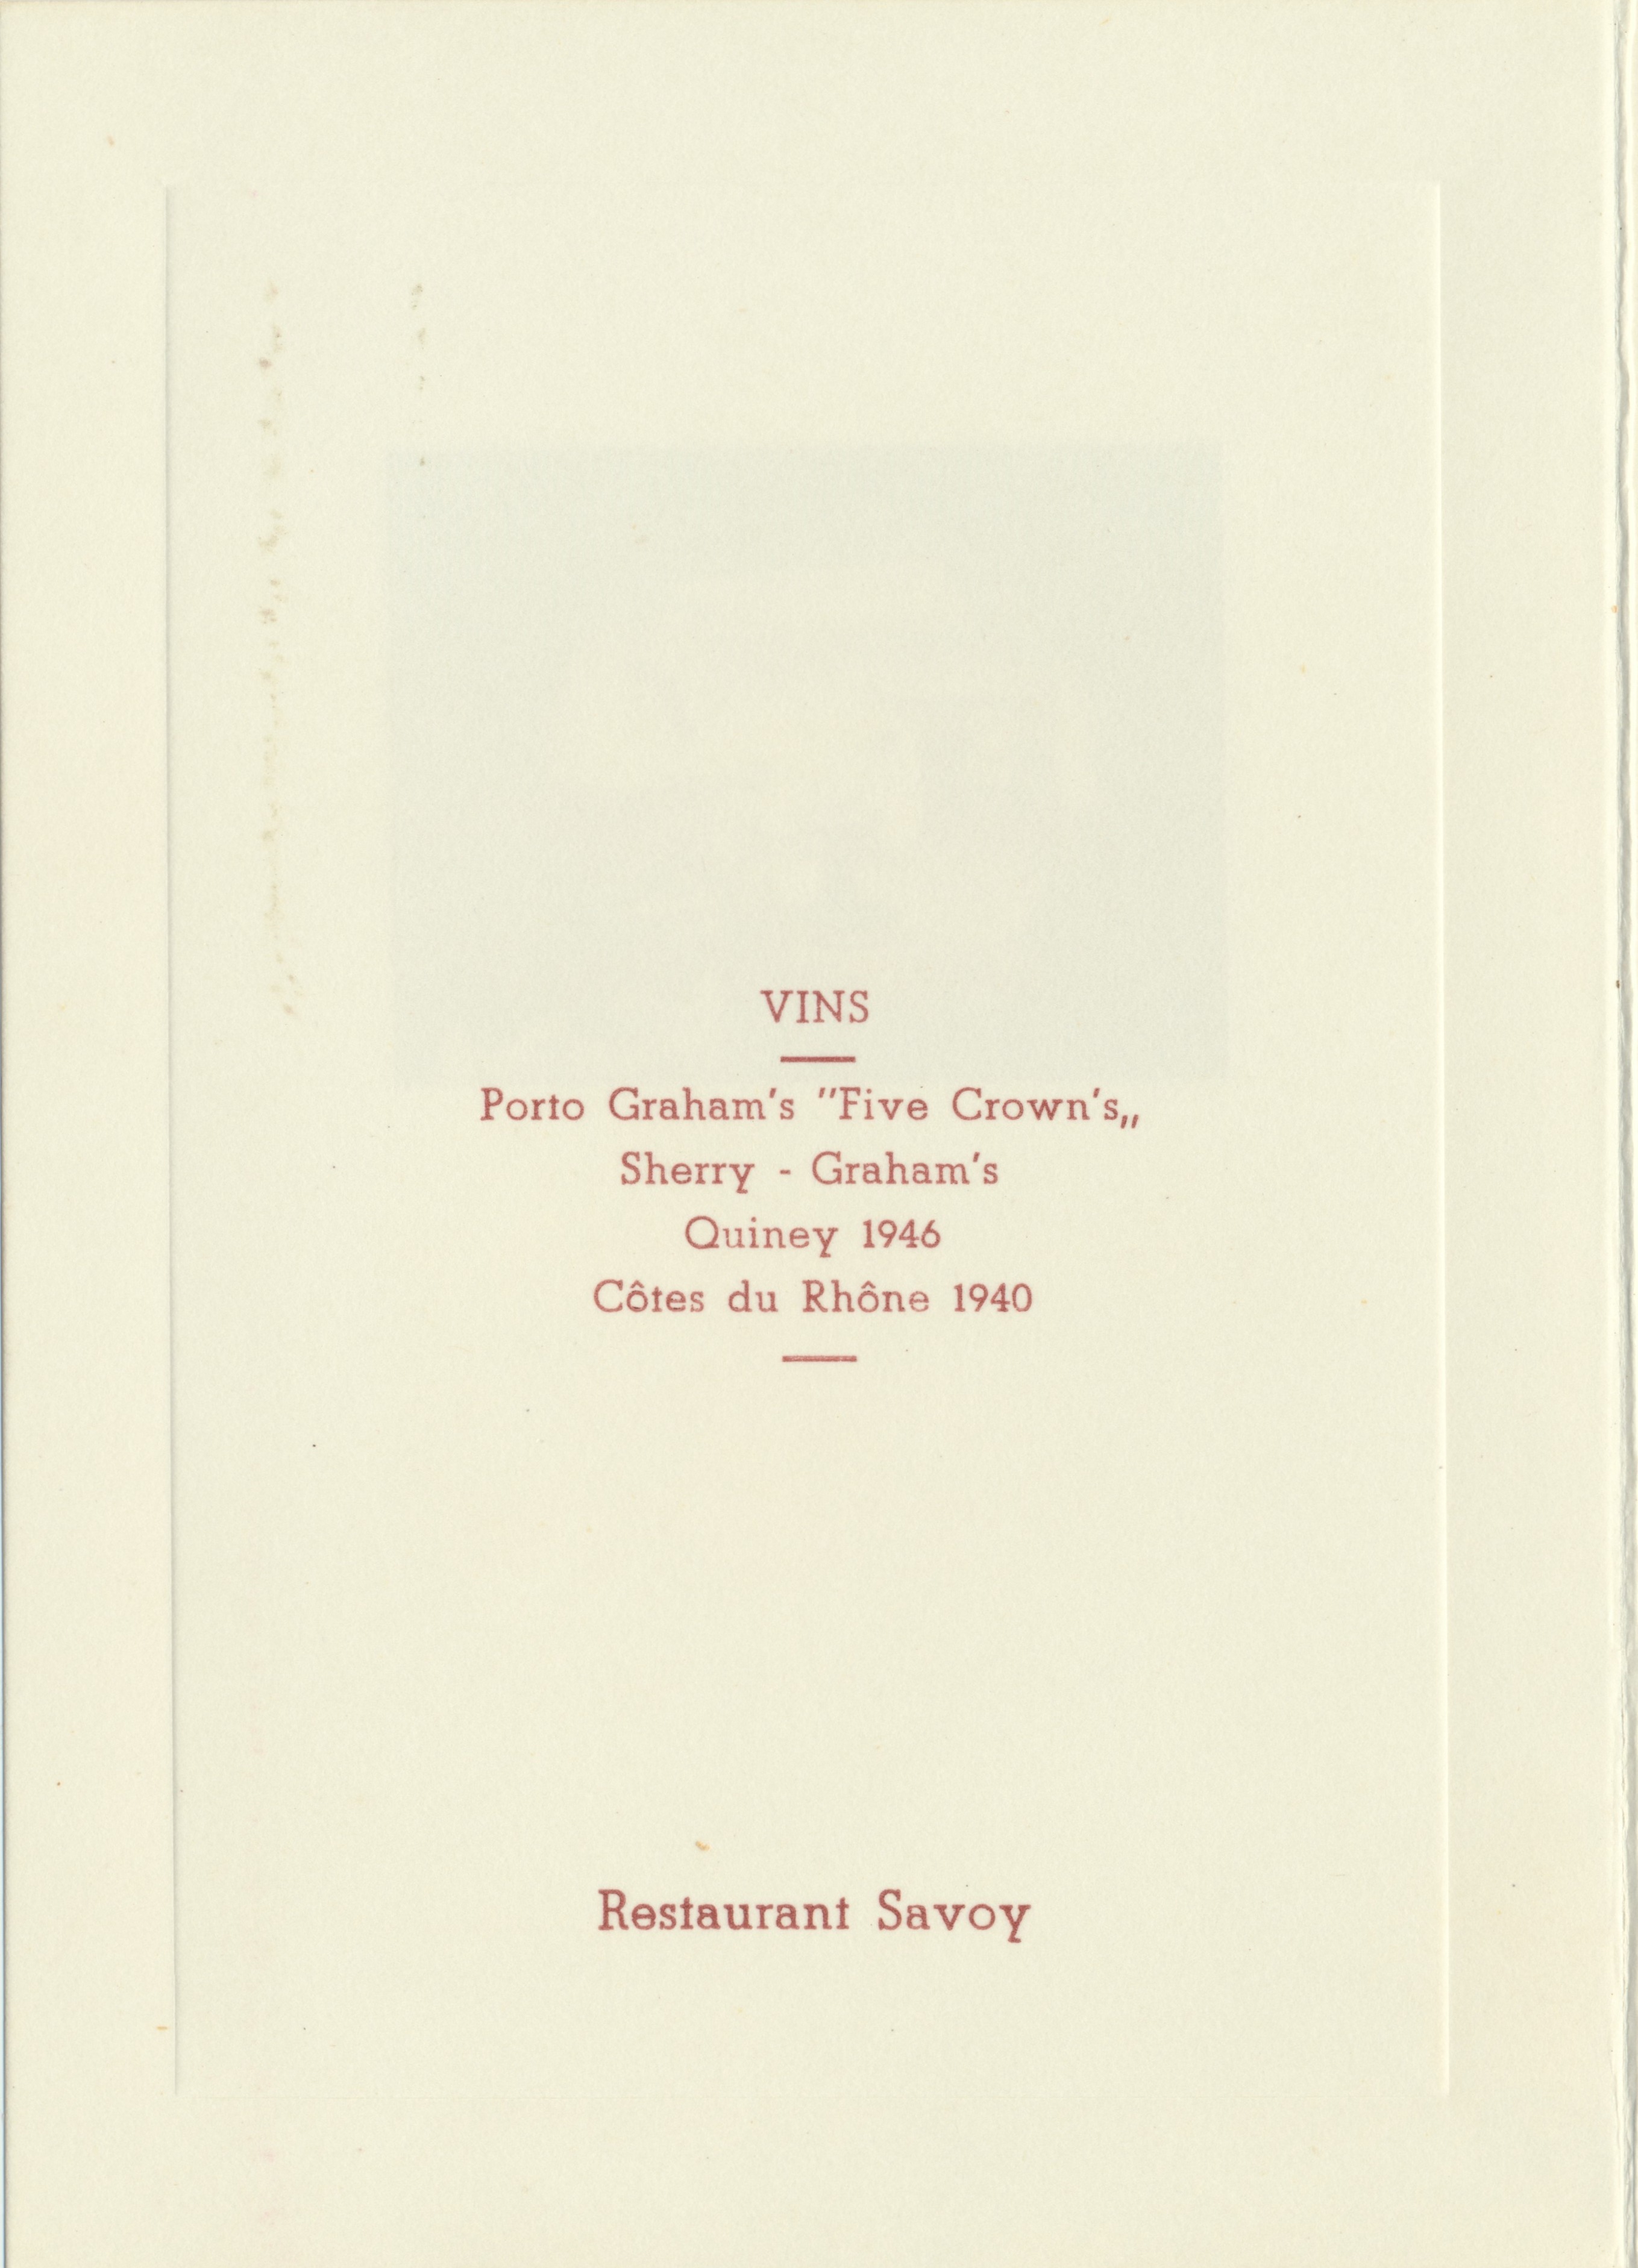 VINS
Porto Graham's "Five Crown's„
Sherry - Graham's
Quiney 1946
Côtes du Rhône 1940
Restaurant Savoy